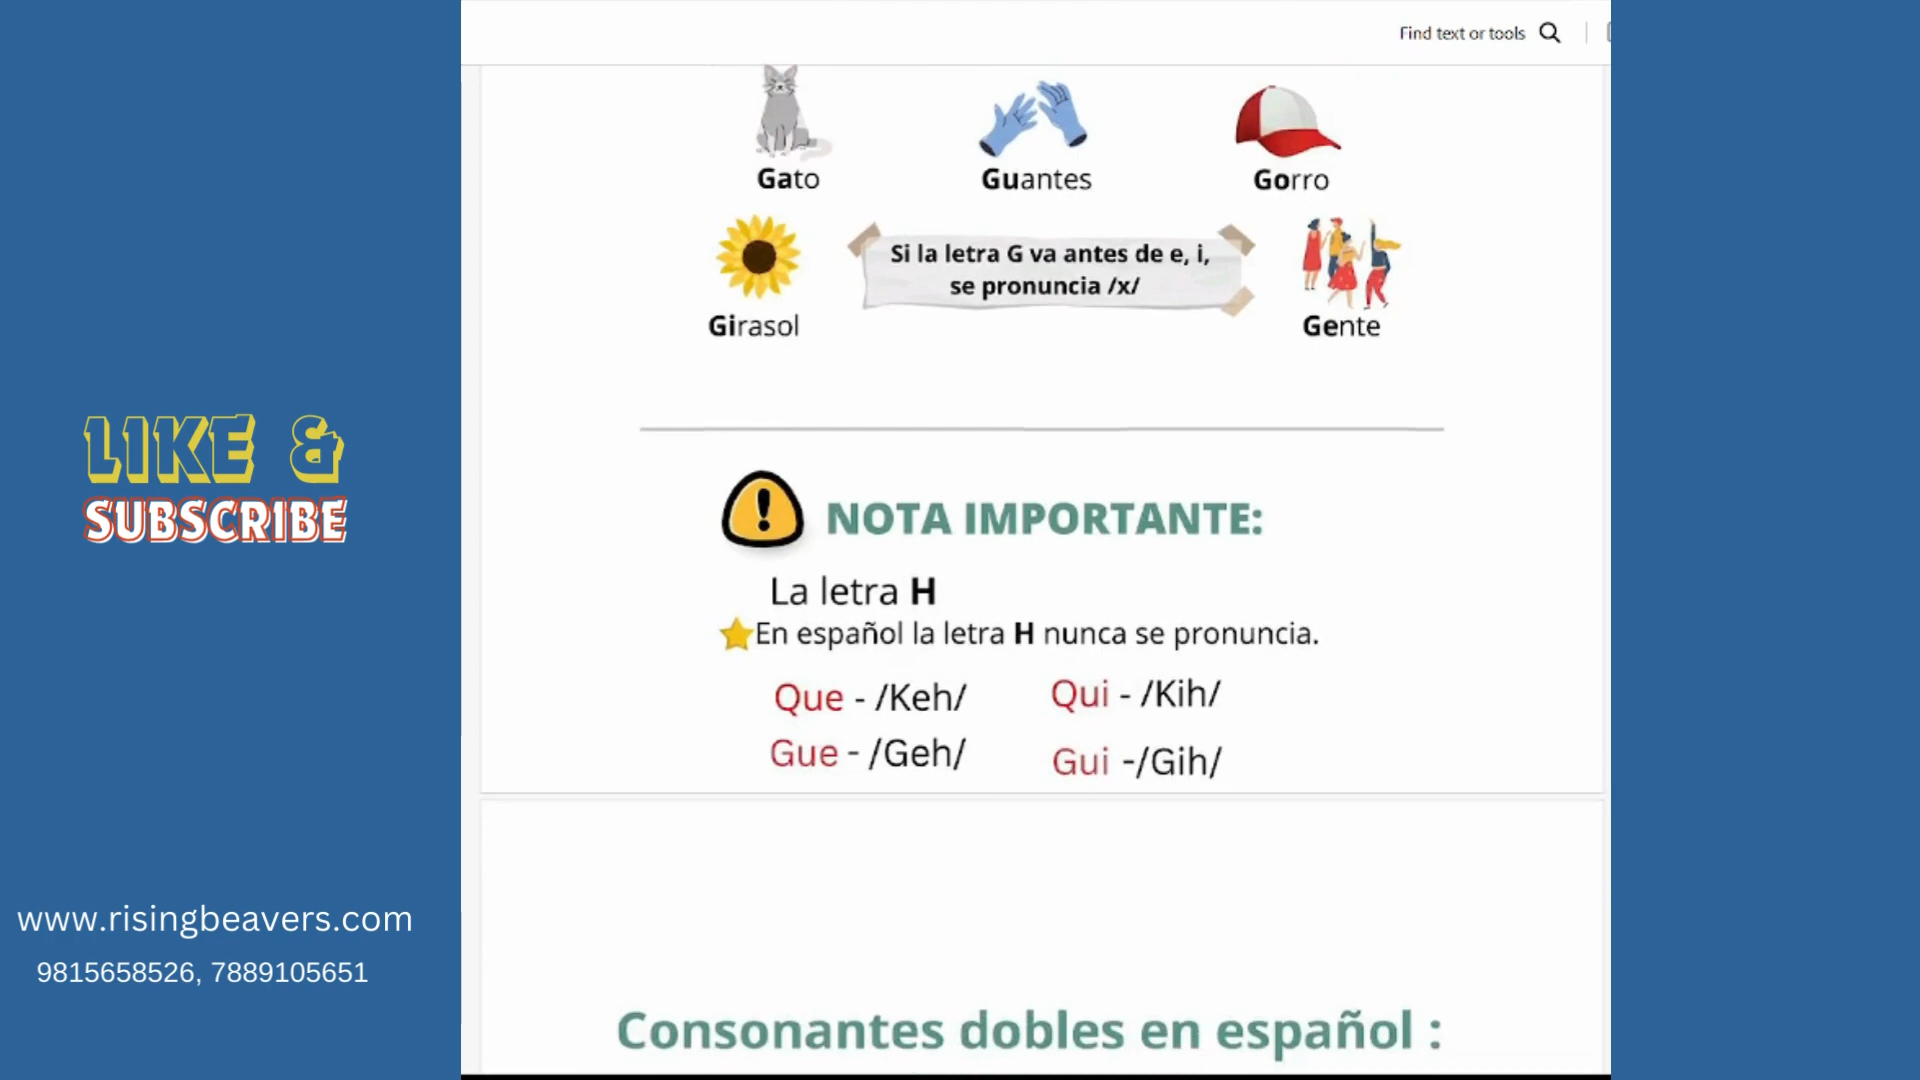 Find text or tools
Gato
Guantes
Gorro
Si la letra G va antes de e, i,
se pronuncia /x/
Girasol
Gente
LIKE &
SUBSCRIBE
NOTA IMPORTANTE:
La letra H
En español la letra H nunca se pronuncia.
Que - /Keh/
Qui - /Kih/
Gue - /Geh/
Gui -/Gih/
www.risingbeavers.com
9815658526, 7889105651
Consonantes dobles en español :